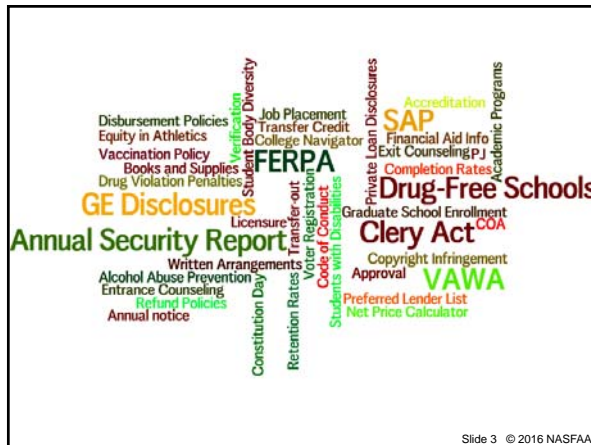 Disbursement Policies
Equity in Athletics
Vaccination Policy
Books and Supplies
Drug Violation Penalties
GE Disclosures
Verification
Student Body Diversity
Job Placement
Transfer Credit
College Navigator
FERPA
Licensure
Annual Security Report
Written Arrangements
Alcohol Abuse Prevention
Entrance Counseling
Refund Policies
Annual notice
Constitution Day
Transfer-out
Retention Rates
Voter Registration
Code of Conduct
Students with Disabilities
Private Loan Disclosures
Accreditation
SAP
Financial Aid Info
Exit Counseling
PJ
Academic Programs
Completion Rates
Drug-Free Schools
Graduate School Enrollment
Clery Act
COA
Copyright Infringement
Approval
VAWA
Preferred Lender List
Net Price Calculator
Slide 3 © 2016 NASFAA